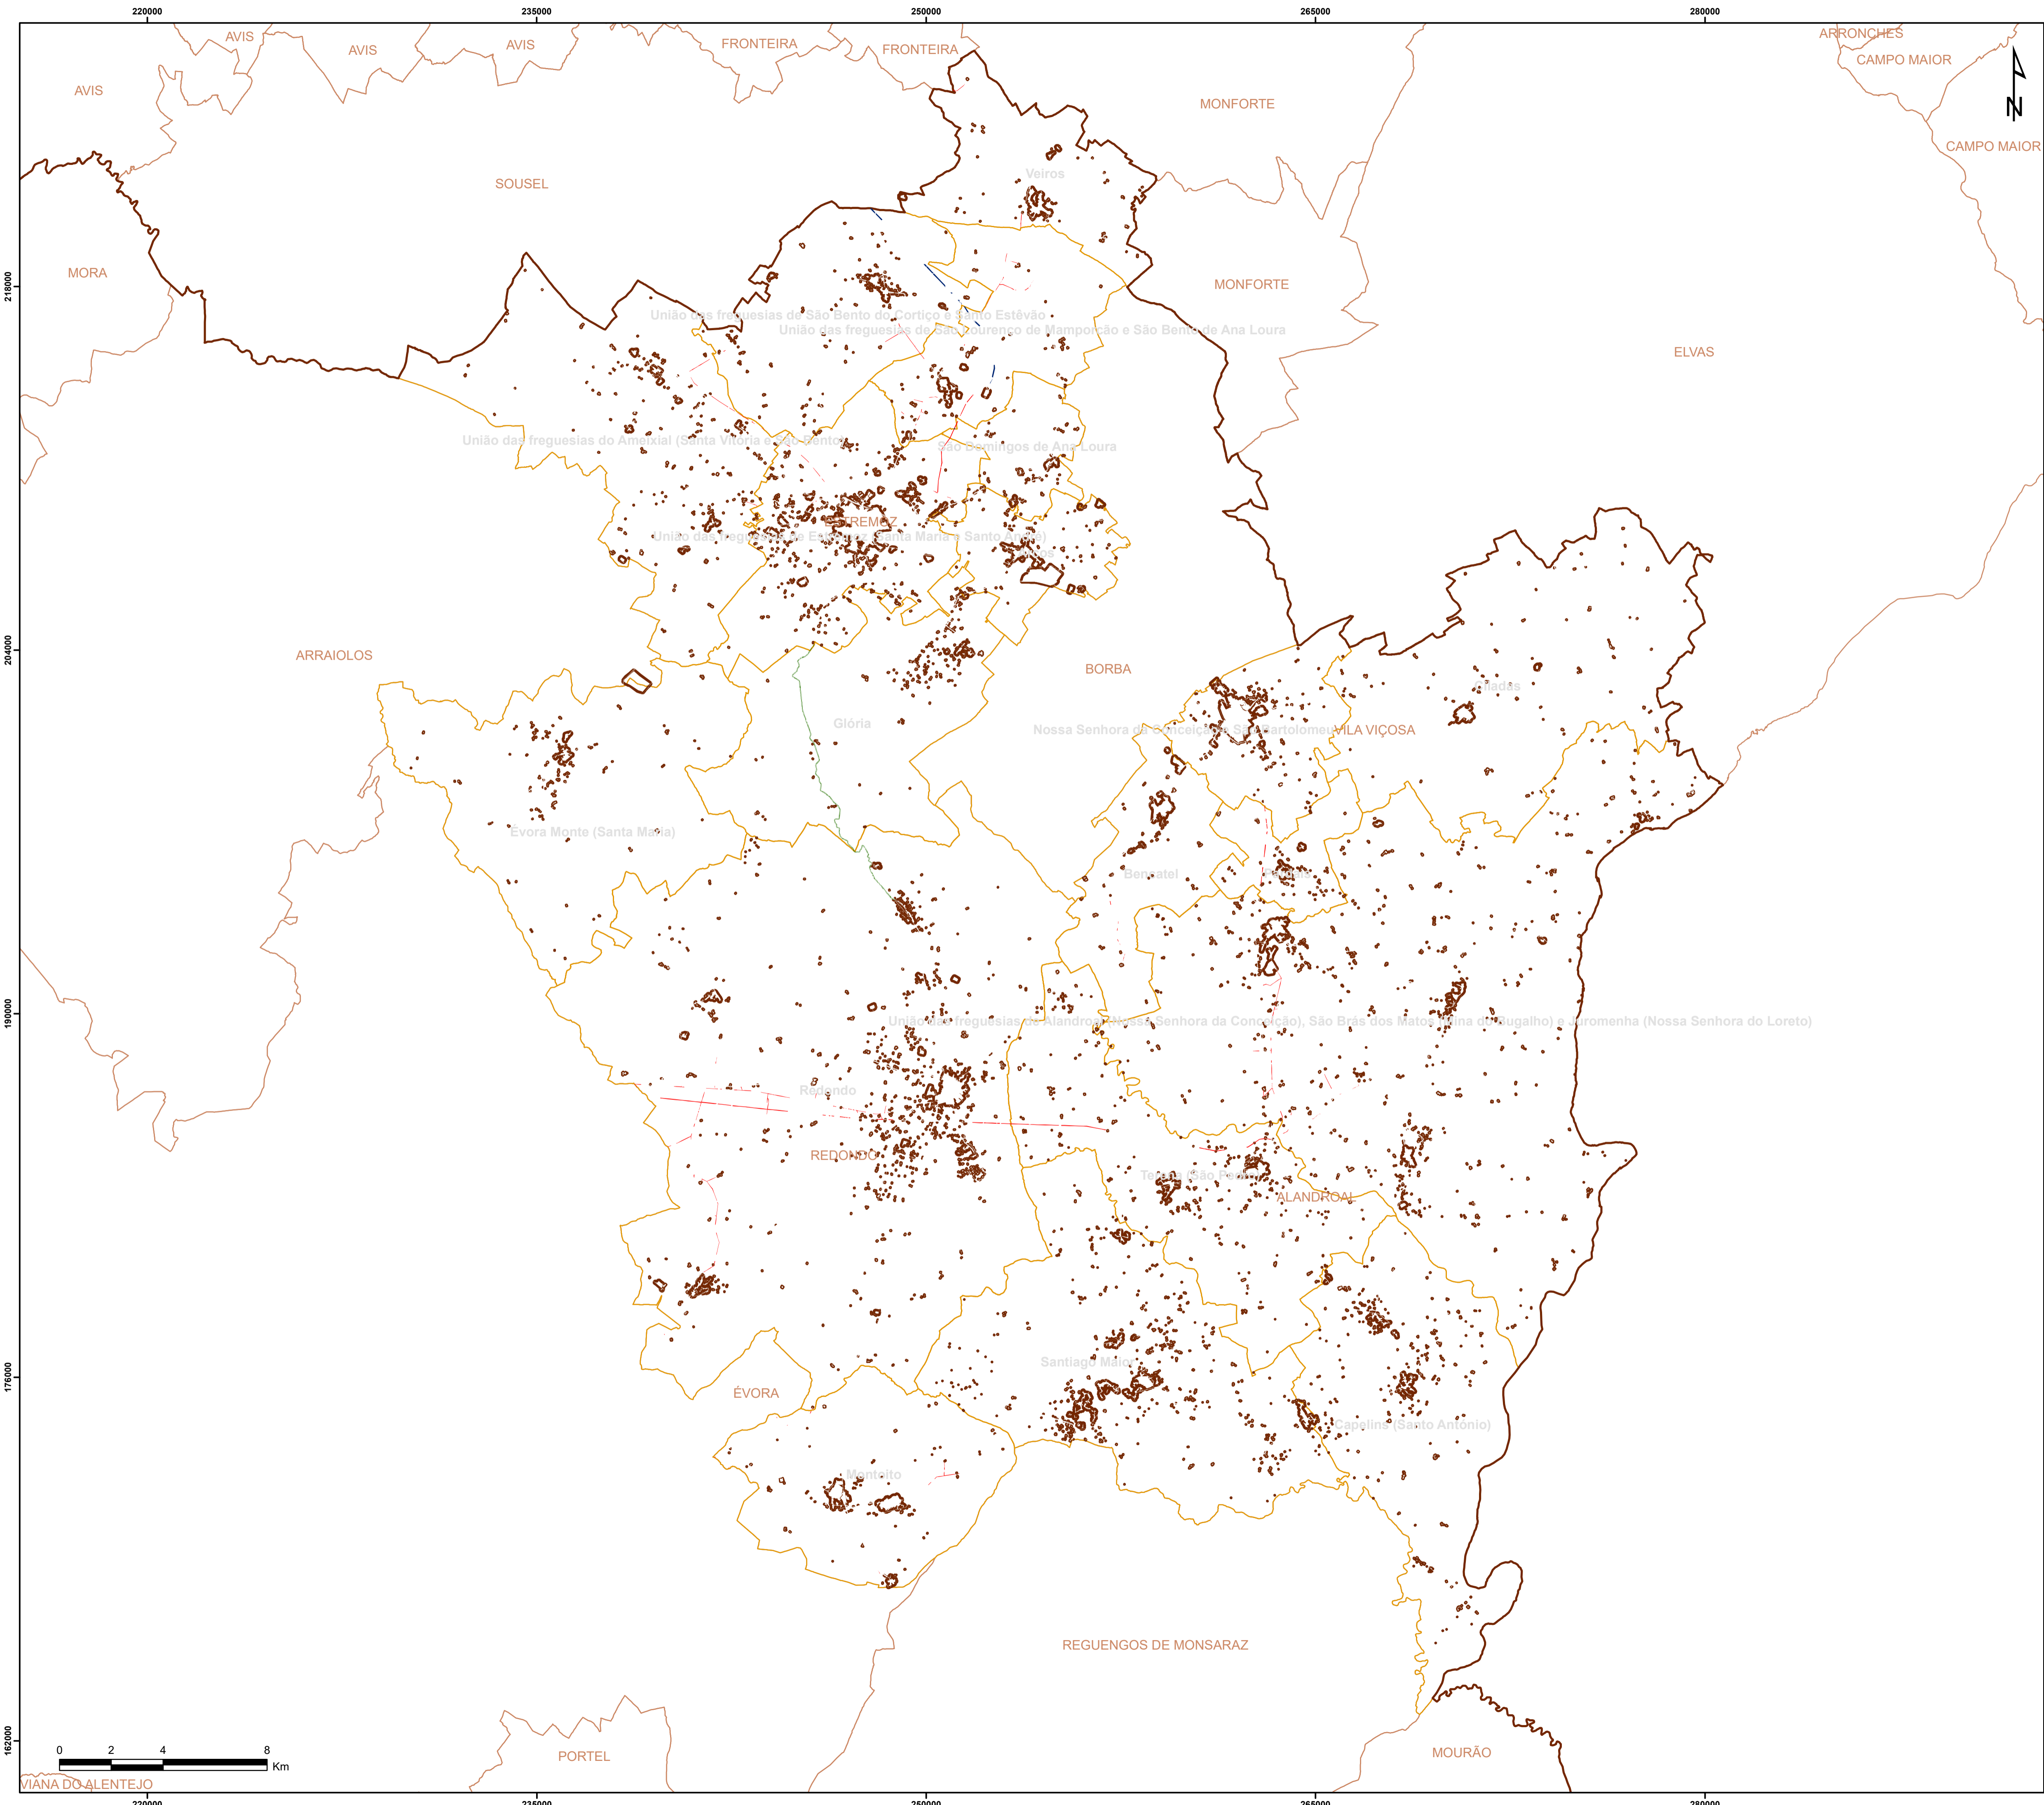 220000
235000
250000
265000
280000
AVIS
AVIS
AVIS
FRONTEIRA
FRONTEIRA
ARRONCHES
CAMPO MAIOR
AVIS
MONFORTE
N
CAMPO MAIOR
Veiros
SOUSEL
MORA
218000
MONFORTE
União das freguesias de São Bento do Cortiço e Santo Estêvão
União das freguesias de São Lourenço de Mamporcão e São Bento de Ana Loura
ELVAS
União das freguesias do Ameixial (Santa Vitória e São Bento)
São Domingos de Ana Loura
ESTREMOZ
União das freguesias de Estremoz (Santa Maria e Santo André)
204000
ARRAIOLOS
BORBA
Ciladas
Glória
Nossa Senhora da Conceição e São Bartolomeu
VILA VIÇOSA
Évora Monte (Santa Maria)
Bencatel
Pardais
190000
União das freguesias de Alandroal (Nossa Senhora da Conceição), São Brás dos Matos (Mina do Bugalho) e Juromenha (Nossa Senhora do Loreto)
Redondo
REDONDO
Terena (São Pedro)
ALANDROAL
Santiago Maior
176000
ÉVORA
Capelins (Santo António)
Montoito
REGUENGOS DE MONSARAZ
162000
0 2 4 8
Km
PORTEL
MOURÃO
VIANA DO ALENTEJO
220000
235000
250000
265000
280000